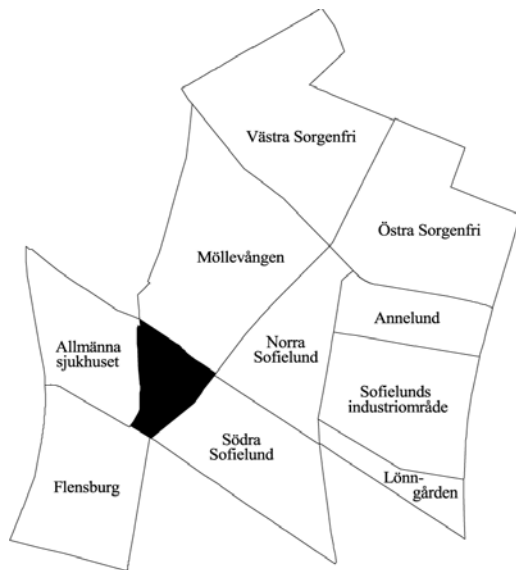 Västra Sorgenfri
Östra Sorgenfri
Möllevången
Annelund
Allmänna
sjukhuset
Norra
Sofielund
Sofielunds
industriområde
Södra
Sofielund
Lönn-
gården
Flensburg